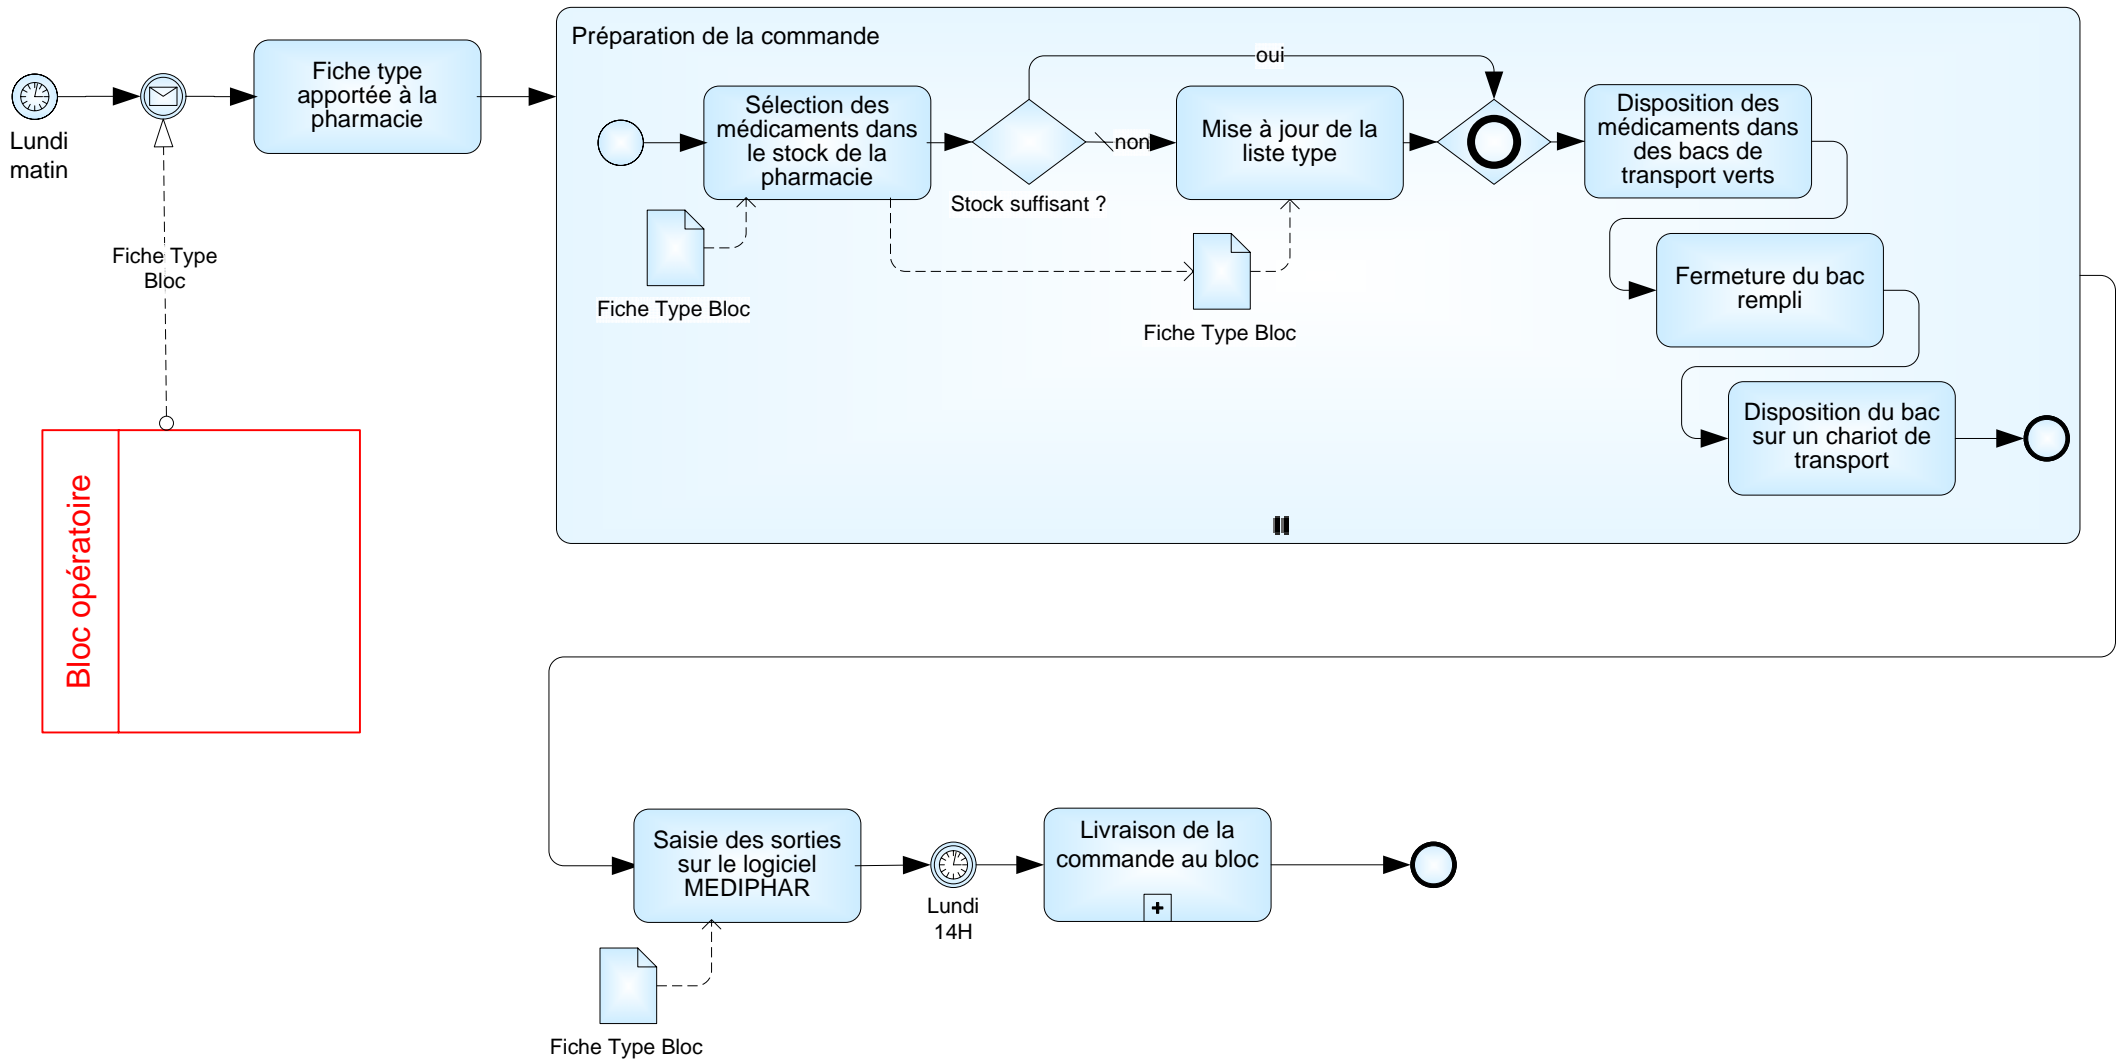 Lundi
matin
Fiche type
apportée à la
pharmacie
Fiche Type
Bloc
Bloc opératoire
Préparation de la commande
Sélection des
médicaments dans
le stock de la
pharmacie
Fiche Type Bloc
Stock suffisant ?
oui
non
Mise à jour de la
liste type
Fiche Type Bloc
Disposition des
médicaments dans
des bacs de
transport verts
Fermeture du bac
rempli
Disposition du bac
sur un chariot de
transport
Saisie des sorties
sur le logiciel
MEDIPHAR
Fiche Type Bloc
Lundi
14H
Livraison de la
commande au bloc